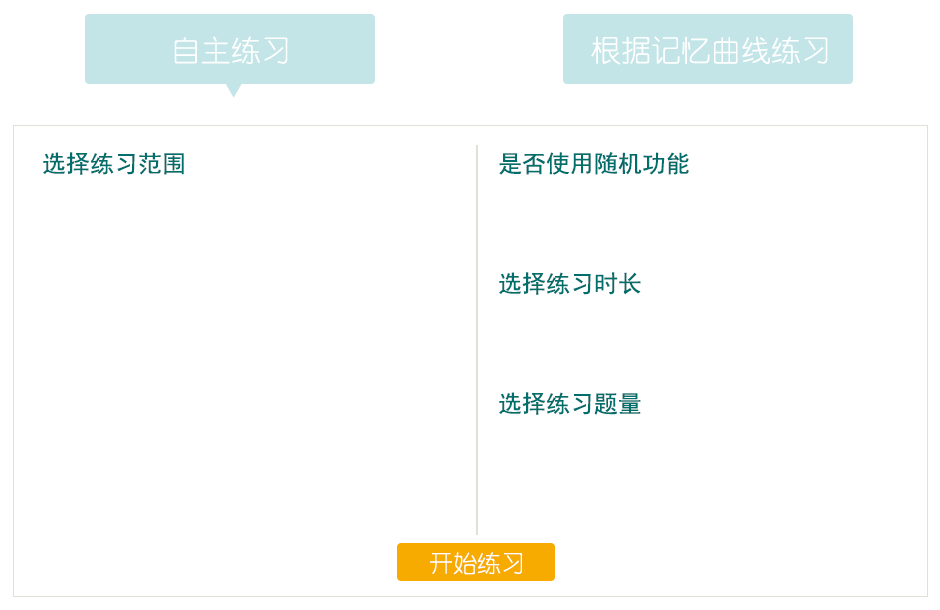 自主练习
根据记忆曲线练习
选择练习范围
是否使用随机功能
选择练习时长
选择练习题量
开始练习